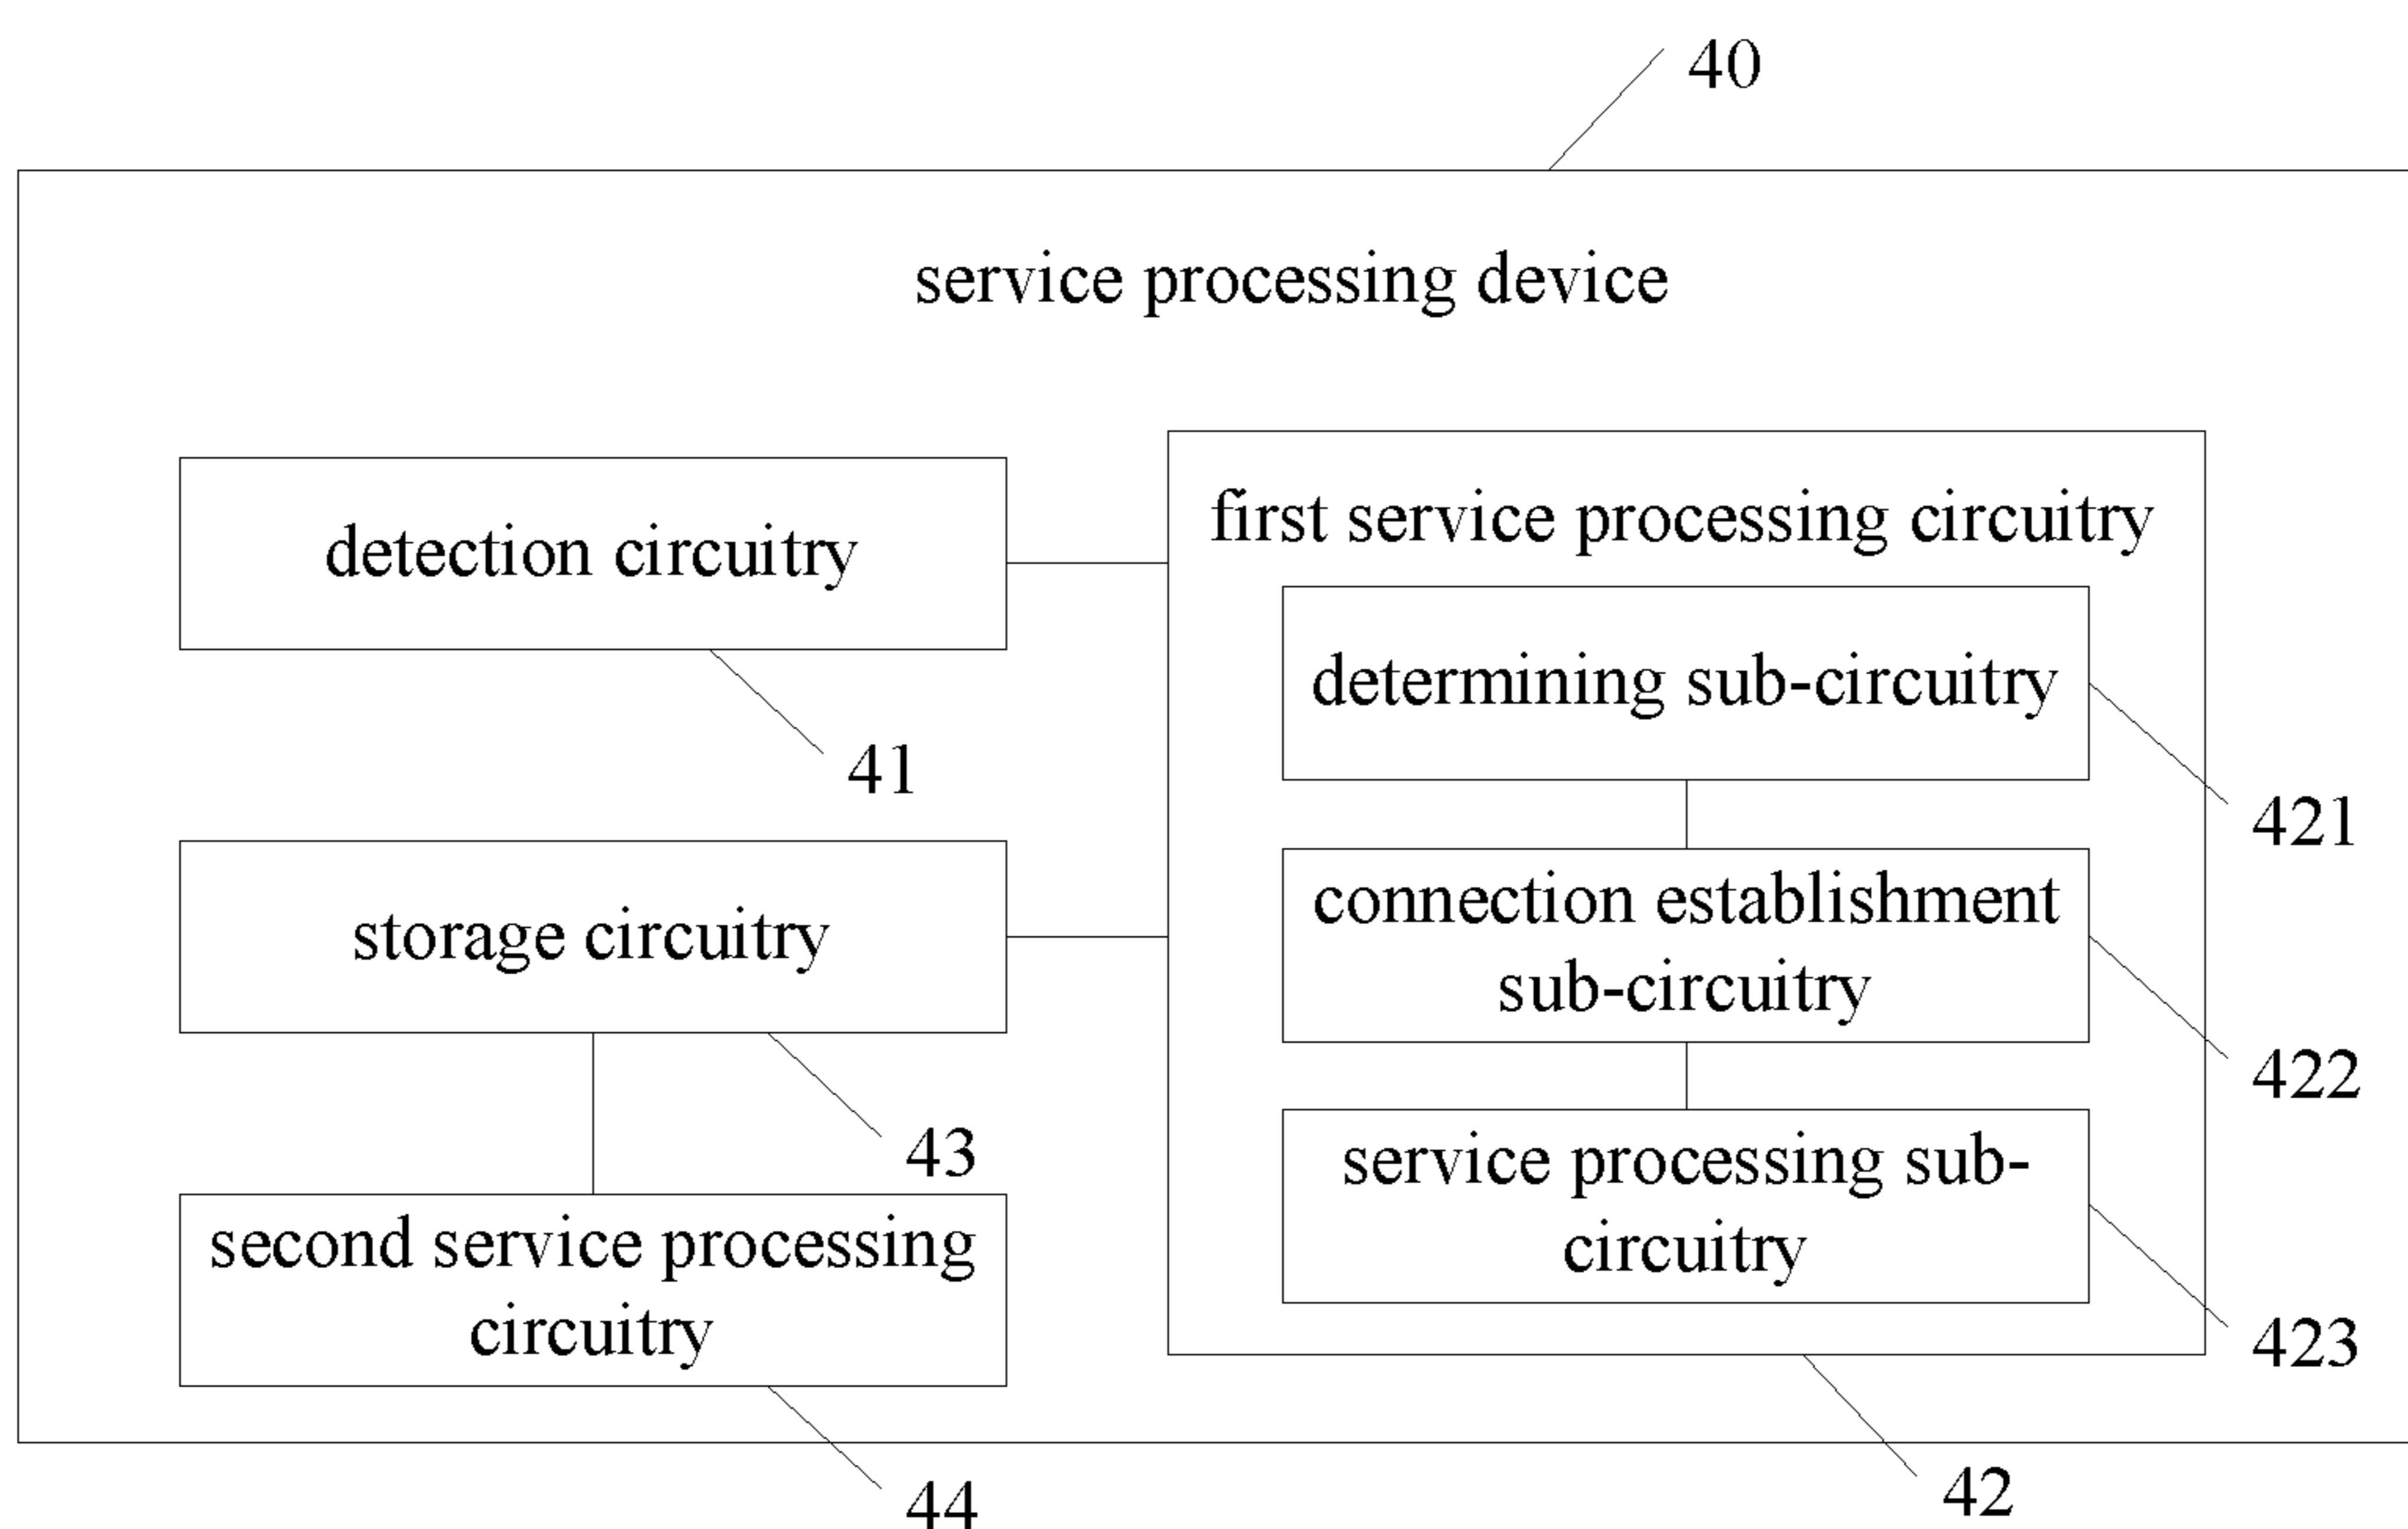 40
service processing device
detection circuitry
41
storage circuitry
43
second service processing
circuitry
44
first service processing circuitry
determining sub-circuitry
421
connection establishment
sub-circuitry
422
service processing sub-
circuitry
423
42